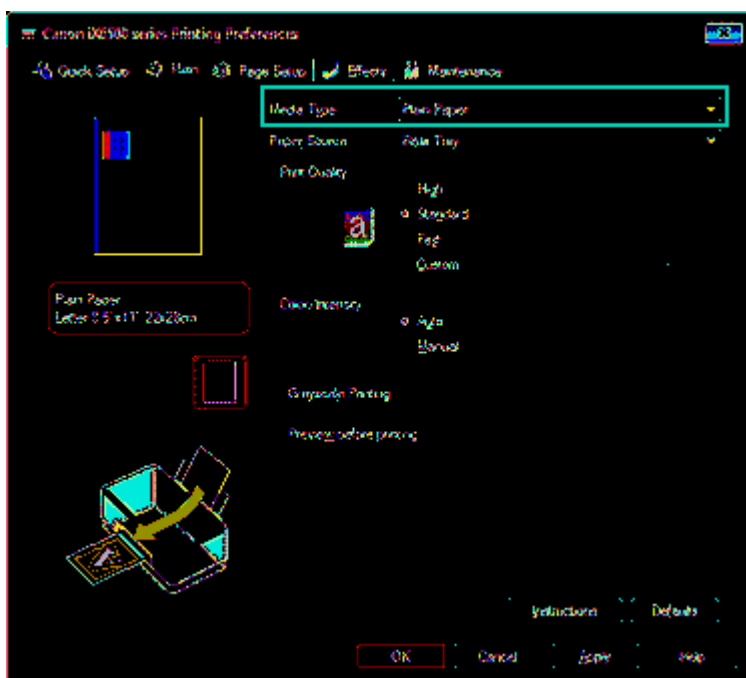 Canon series Printing Preferences
Quick Setup Main Page Setup Effects Maintenance
Media Type Plain Paper
Paper Source
Print Quality
High
Standard
Fast
Custom
a
Plain Paper
Color/Intensity
Auto
Manual
Grayscale Printing
Preview before printing
Instructions Defaults
OK Cancel Apply Help